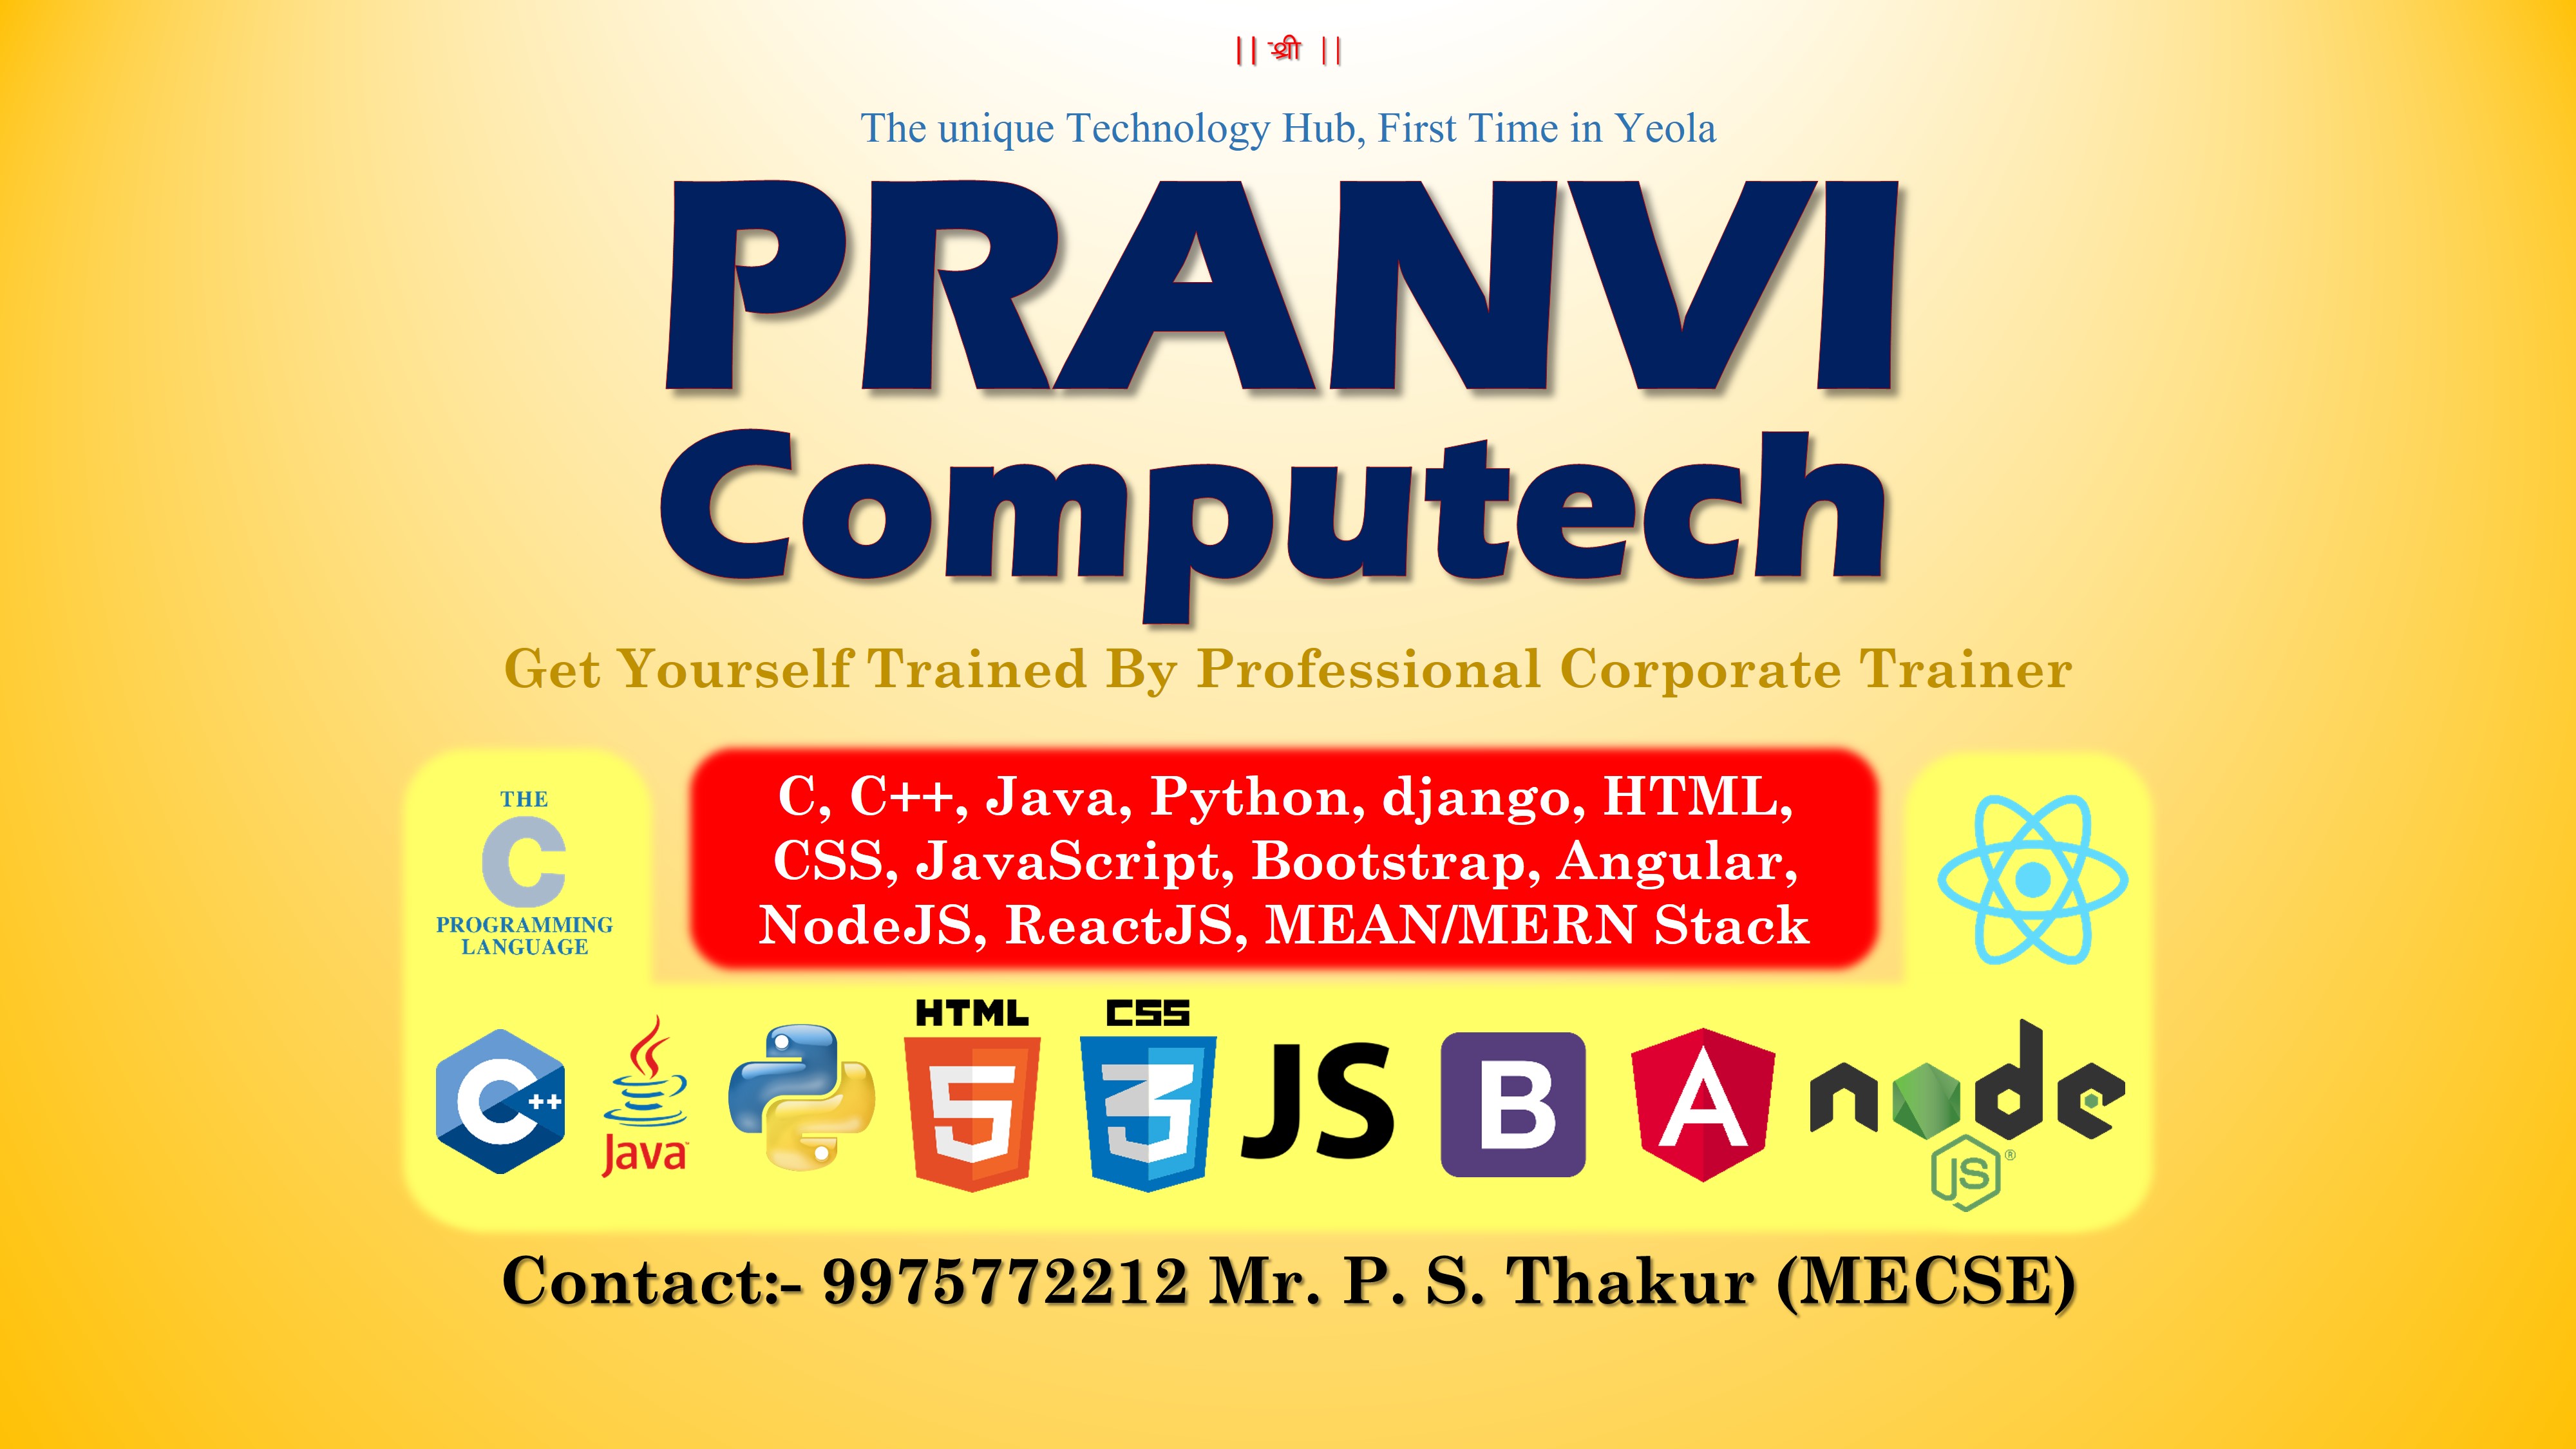 || श्री ||
The unique Technology Hub, First Time in Yeola
PRANVI
Computech
Get Yourself Trained By Professional Corporate Trainer
C, C++, Java, Python, django, HTML,
CSS, JavaScript, Bootstrap, Angular,
NodeJS, ReactJS, MEAN/MERN Stack
THE
C
PROGRAMMING
LANGUAGE
C++
Java™
HTML
5
CSS
3
JS
B
A
node
JS®
Contact:- 9975772212 Mr. P. S. Thakur (MECSE)